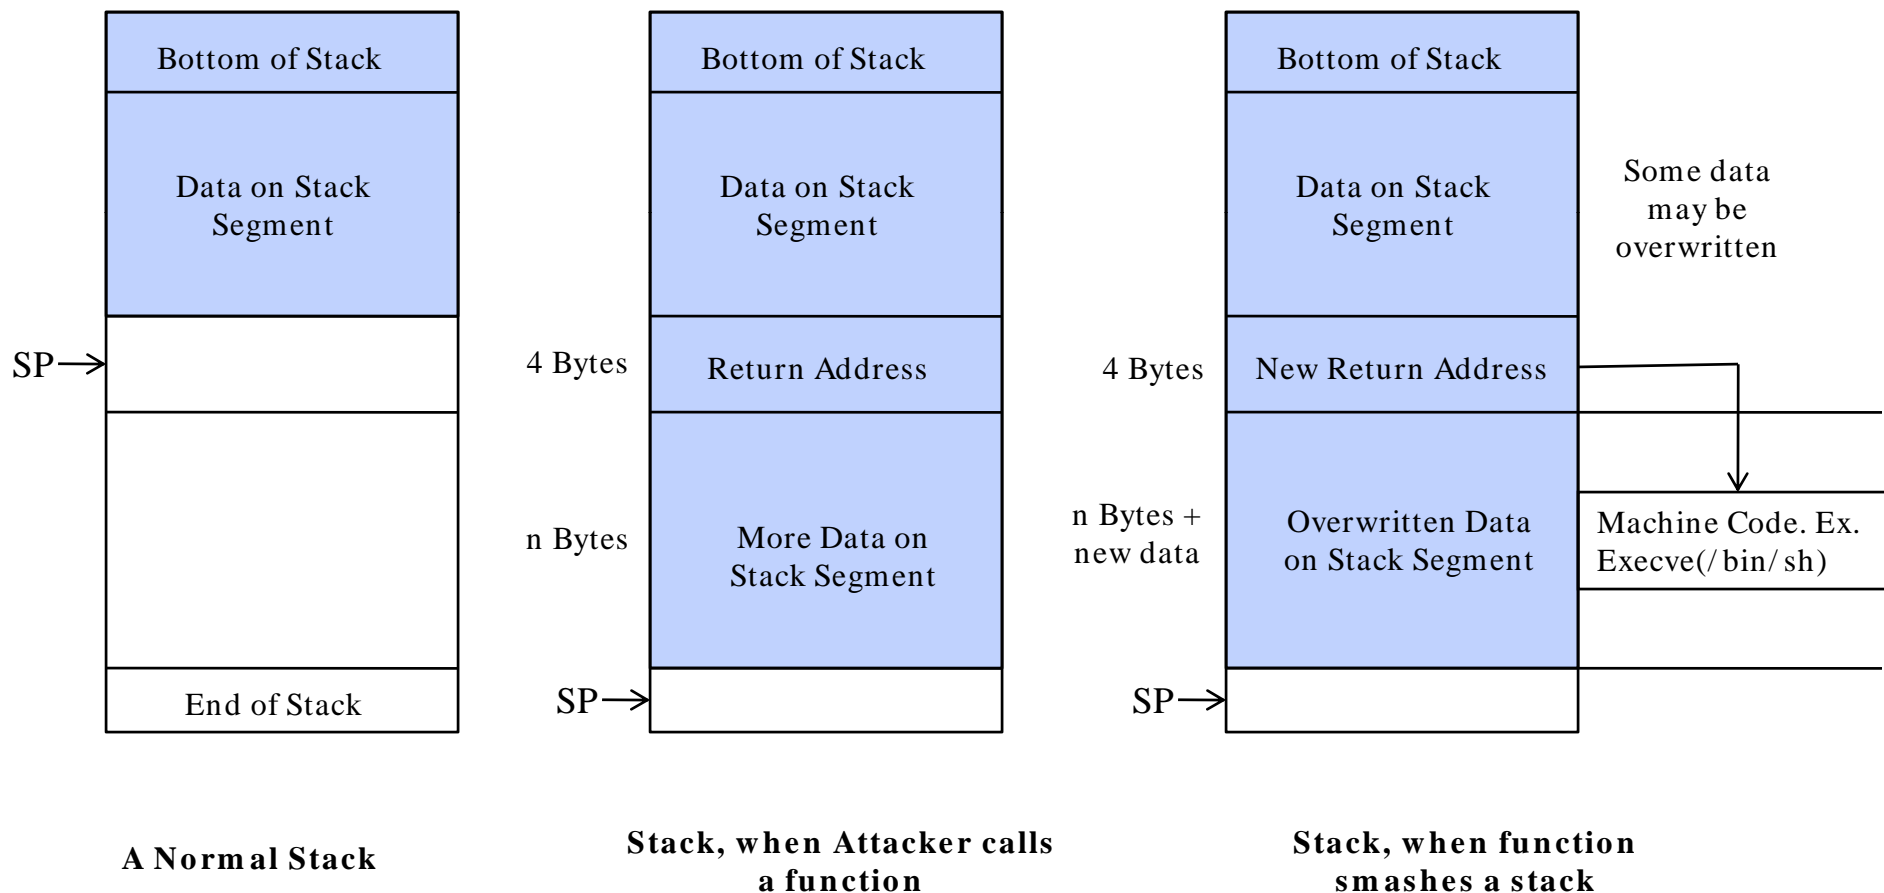 Bottom of Stack
Data on Stack
Segment
SP
End of Stack
A Normal Stack
Bottom of Stack
Data on Stack
Segment
4 Bytes
Return Address
n Bytes
More Data on
Stack Segment
SP
Stack, when Attacker calls
a function
Bottom of Stack
Data on Stack
Segment
Some data
may be
overwritten
4 Bytes
New Return Address
n Bytes +
new data
Overwritten Data
on Stack Segment
Machine Code. Ex.
Execve(/bin/sh)
SP
Stack, when function
smashes a stack